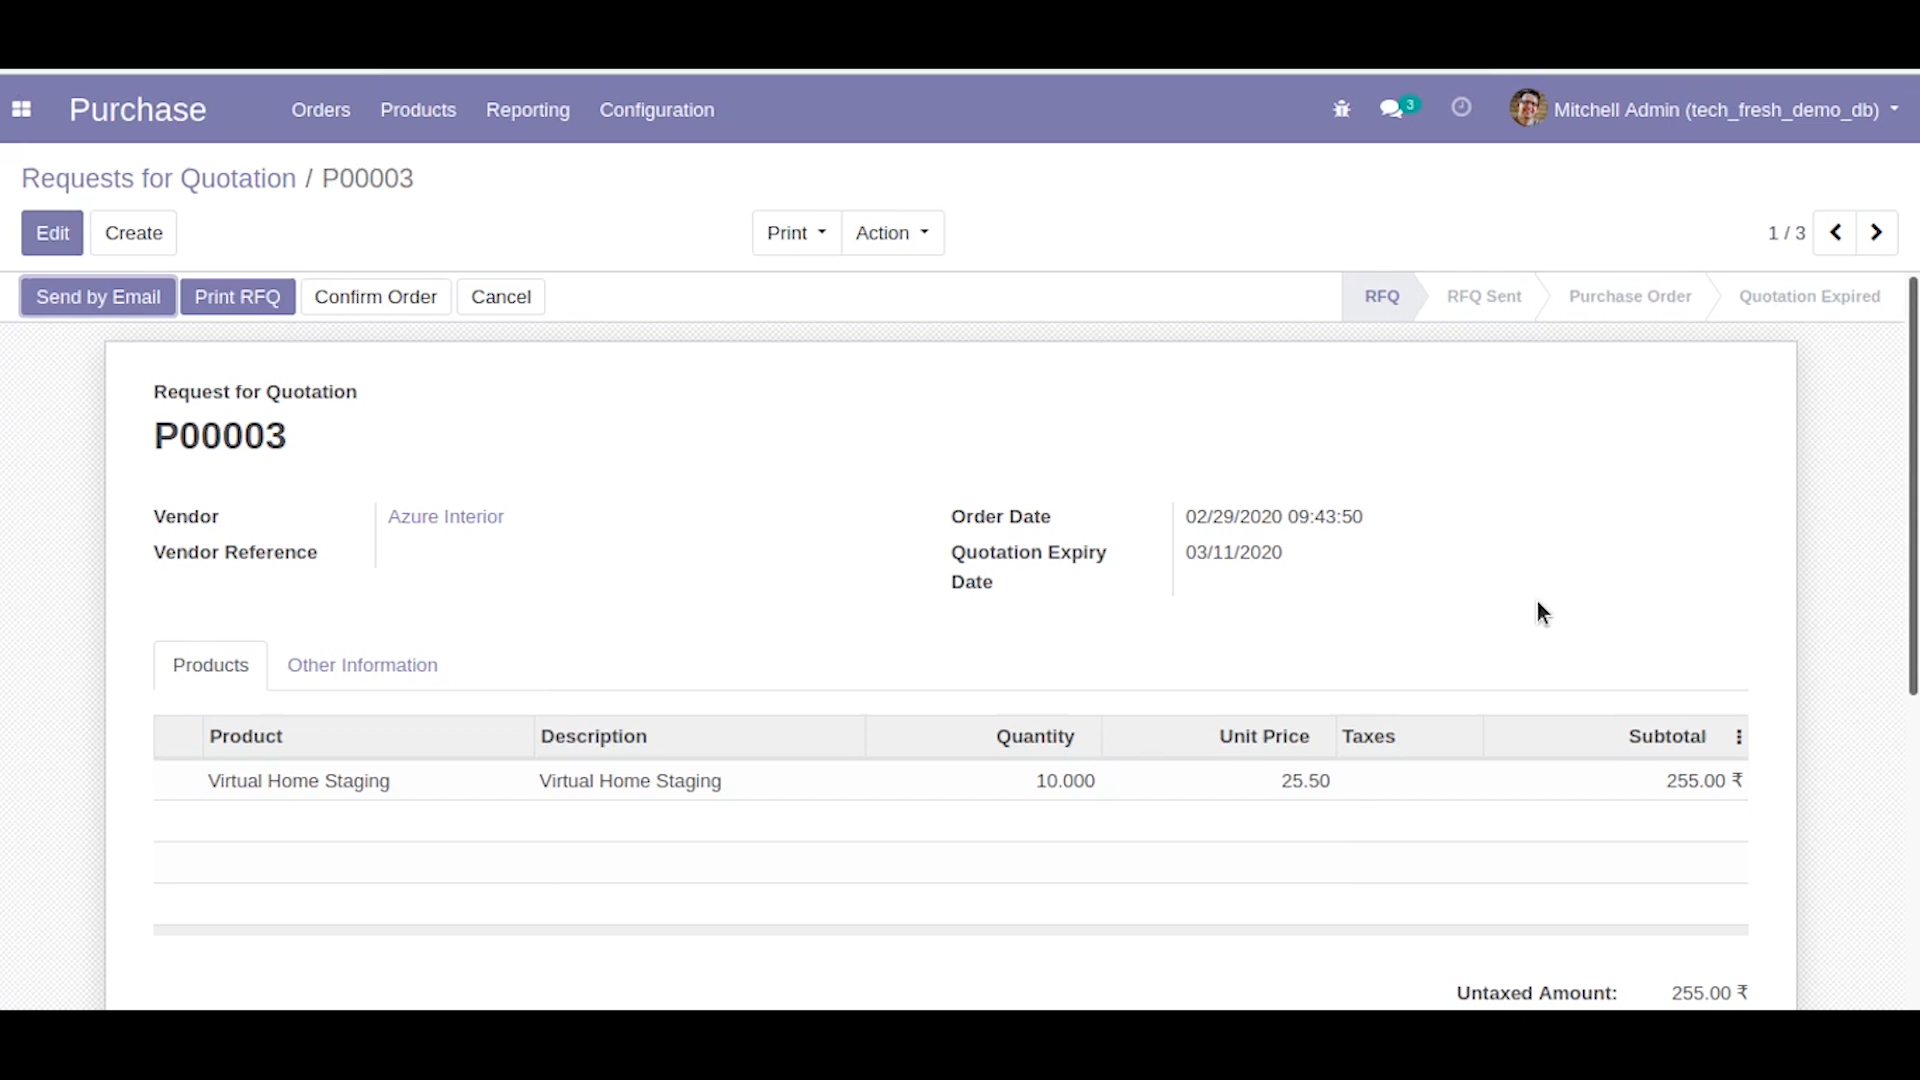 Purchase Orders Products Reporting Configuration 3 Mitchell Admin (tech_fresh_demo_db)
Requests for Quotation / P00003
Edit Create Print Action 1 / 3
Send by Email Print RFQ Confirm Order Cancel RFQ RFQ Sent Purchase Order Quotation Expired
Request for Quotation
P00003
Vendor Azure Interior Order Date 02/29/2020 09:43:50
Vendor Reference Quotation Expiry 03/11/2020
Date
Products Other Information
Product Description Quantity Unit Price Taxes Subtotal
Virtual Home Staging Virtual Home Staging 10.000 25.50 255.00 ₹
Untaxed Amount: 255.00 ₹